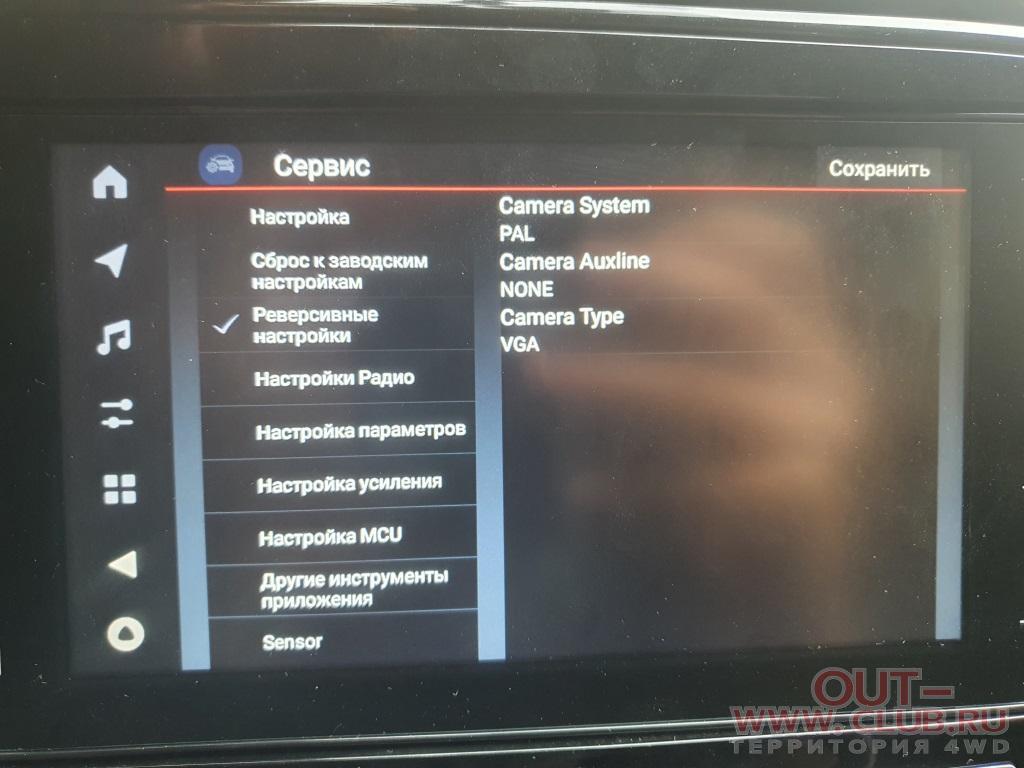 Сервис
Сохранить
Настройка
Сброс к заводским
настройкам
Реверсивные
настройки
Настройки Радио
Настройка параметров
Настройка усиления
Настройка MCU
Другие инструменты
приложения
Sensor
Camera System
PAL
Camera Auxline
NONE
Camera Type
VGA
OUT-
WWW.CLUB.RU
ТЕРРИТОРИЯ 4WD